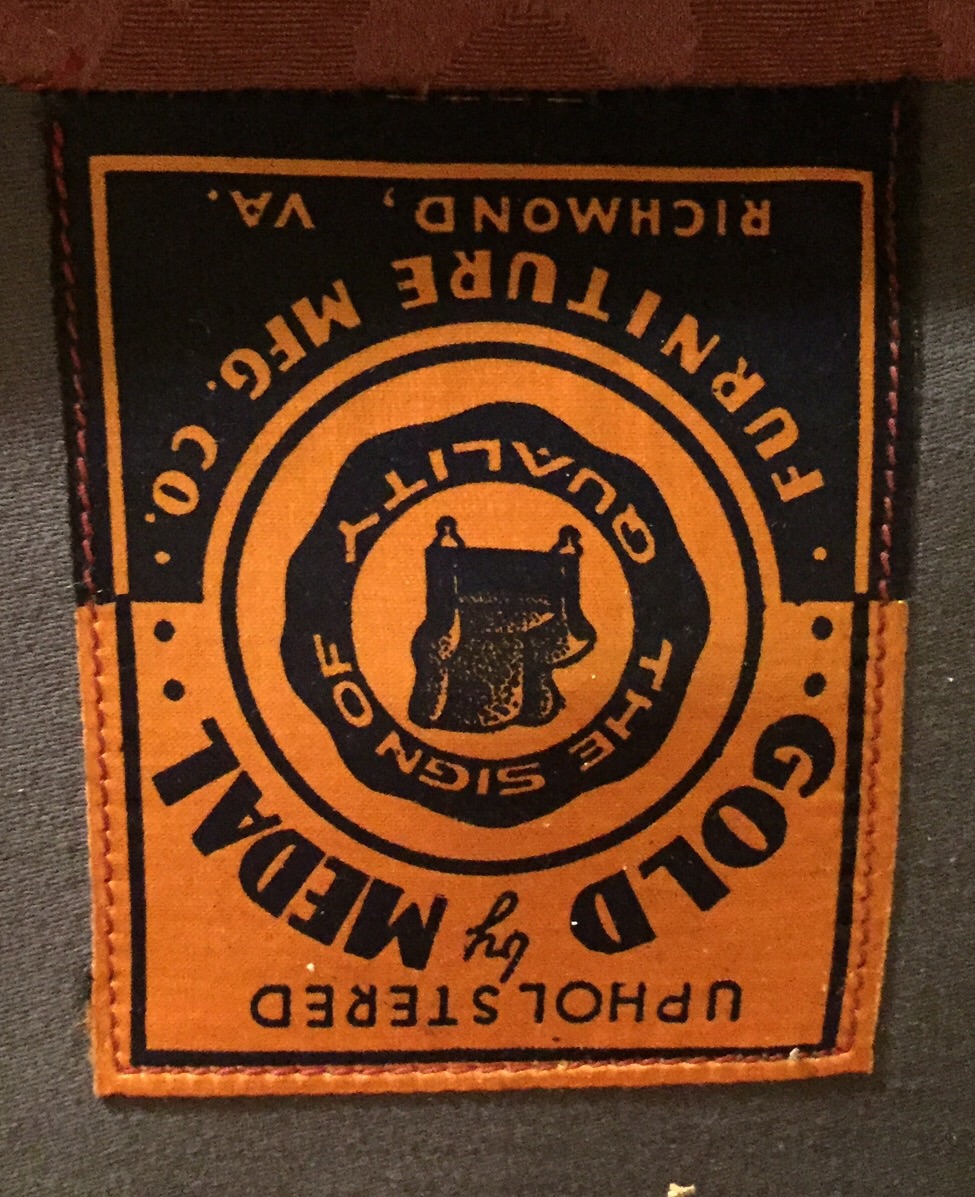 UPHOLSTERED
by
GOLD MEDAL
THE SIGN OF
QUALITY
FURNITURE MFG. CO.
RICHMOND, VA.